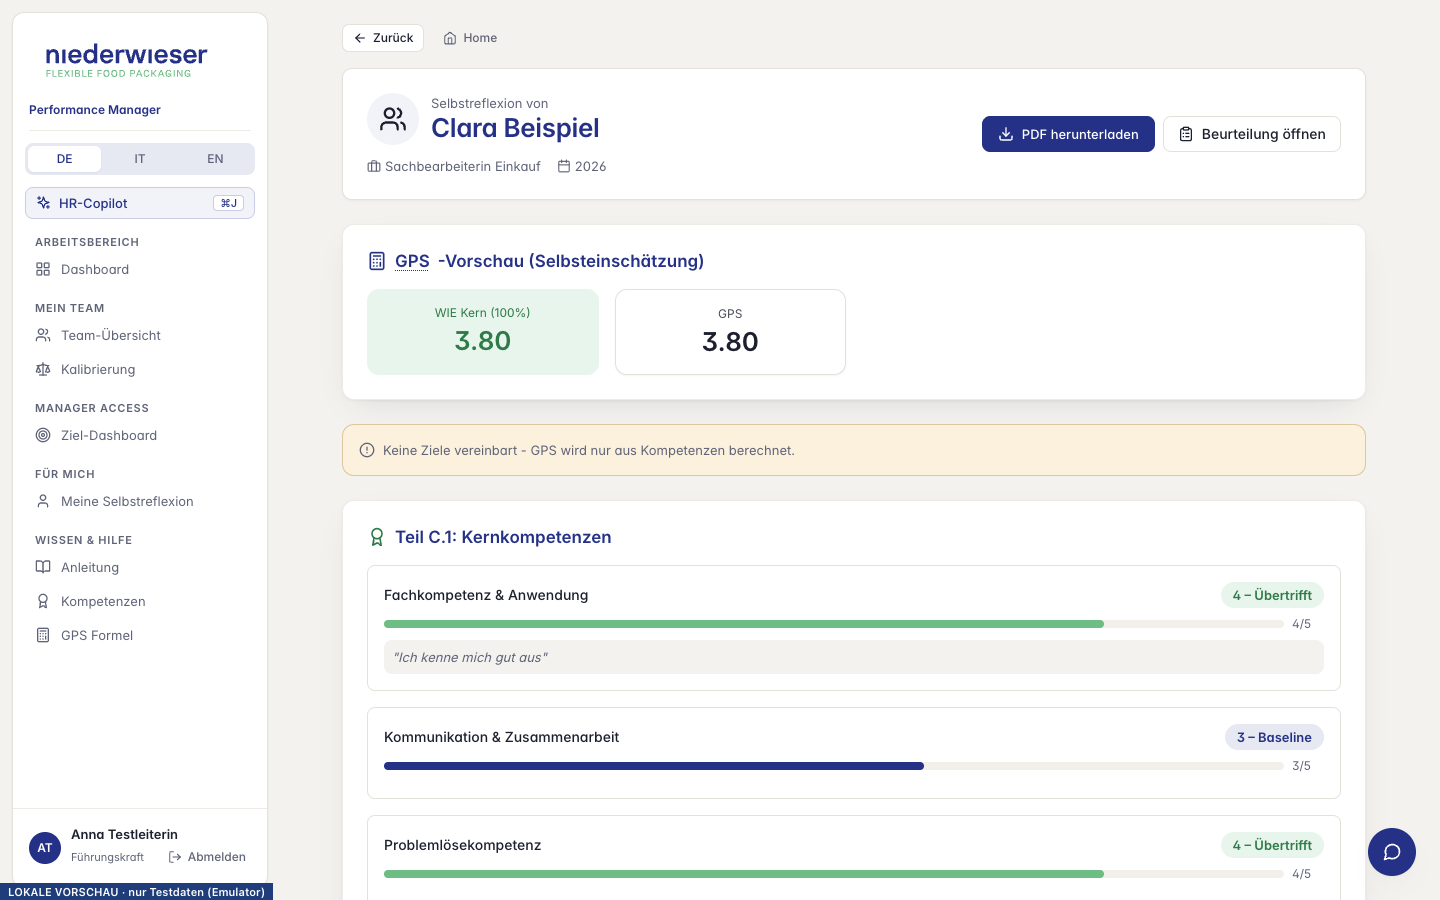 niederwieser
FLEXIBLE FOOD PACKAGING
Performance Manager
DE IT EN
HR-Copilot ⌘J
ARBEITSBEREICH
Dashboard
MEIN TEAM
Team-Übersicht
Kalibrierung
MANAGER ACCESS
Ziel-Dashboard
FÜR MICH
Meine Selbstreflexion
WISSEN & HILFE
Anleitung
Kompetenzen
GPS Formel
AT
Anna Testleiterin
Führungskraft Abmelden
LOKALE VORSCHAU · nur Testdaten (Emulator)
Zurück Home
Selbstreflexion von
Clara Beispiel
Sachbearbeiterin Einkauf 2026
PDF herunterladen Beurteilung öffnen
GPS -Vorschau (Selbsteinschätzung)
WIE Kern (100%)
3.80
GPS
3.80
Keine Ziele vereinbart - GPS wird nur aus Kompetenzen berechnet.
Teil C.1: Kernkompetenzen
Fachkompetenz & Anwendung 4 – Übertrifft
4/5
"Ich kenne mich gut aus"
Kommunikation & Zusammenarbeit 3 – Baseline
3/5
Problemlösekompetenz 4 – Übertrifft
4/5